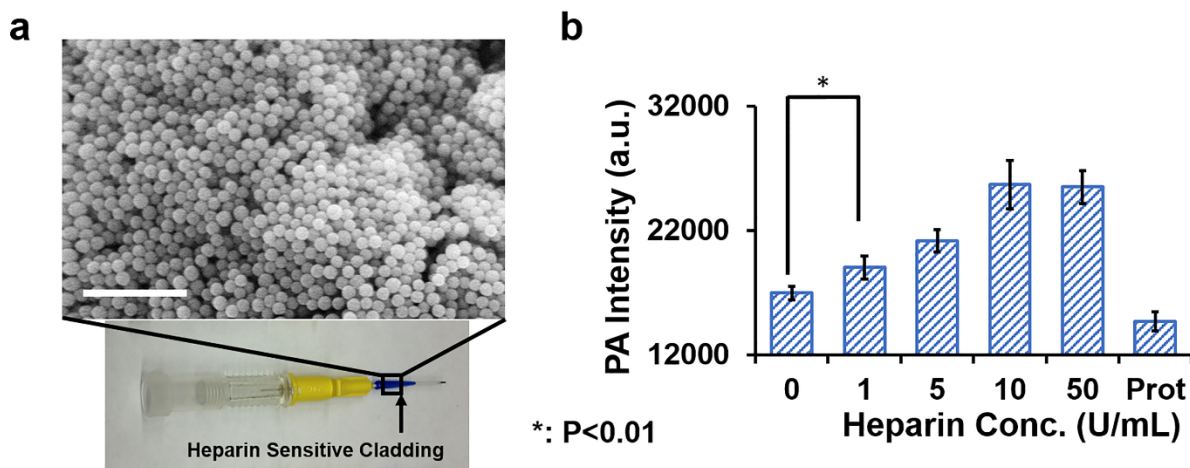 a
Heparin Sensitive Cladding
b
*
PA Intensity (a.u.)
32000
22000
12000
0 1 5 10 50 Prot
Heparin Conc. (U/mL)
*: P<0.01